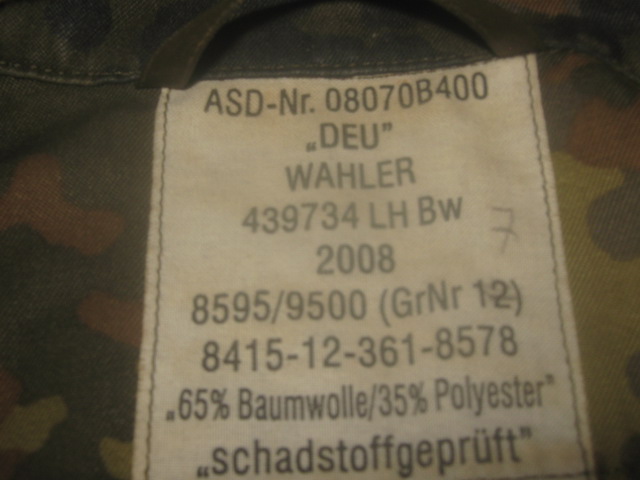 ASD-Nr. 08070B400
„DEU”
WAHLER
439734 LH Bw 7
2008
8595/9500 (GrNr 12)
8415-12-361-8578
„65% Baumwolle/35% Polyester”
„schadstoffgeprüft”